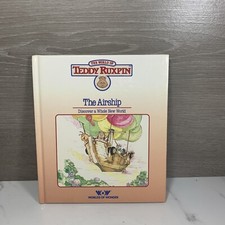 THE WORLD OF
TEDDY RUXPIN
The Airship
Discover a Whole New World
WORLDS OF WONDER